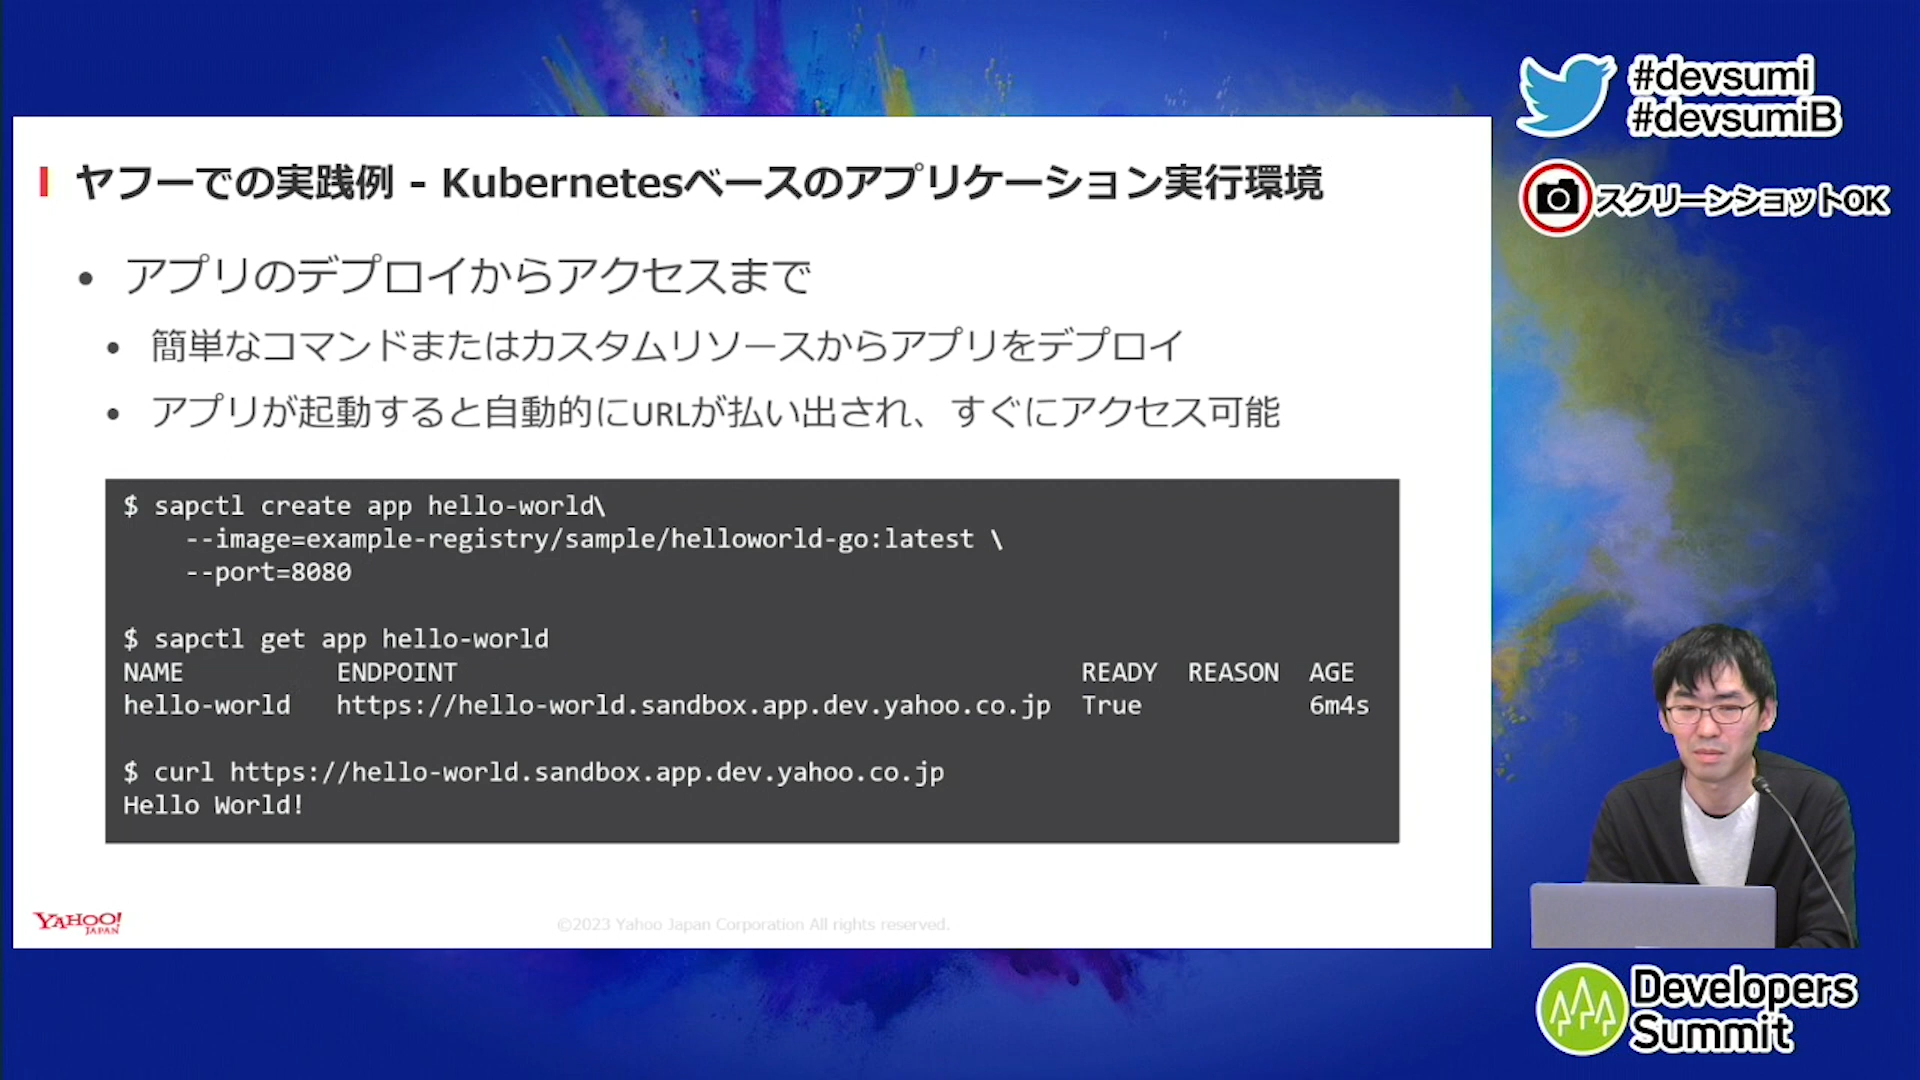 #devsumi
#devsumiB
スクリーンショットOK
ヤフーでの実践例 - Kubernetesベースのアプリケーション実行環境
• アプリのデプロイからアクセスまで
• 簡単なコマンドまたはカスタムリソースからアプリをデプロイ
• アプリが起動すると自動的にURLが払い出され、すぐにアクセス可能
$ sapctl create app hello-world\
--image=example-registry/sample/helloworld-go:latest \
--port=8080
$ sapctl get app hello-world
NAME ENDPOINT READY REASON AGE
hello-world https://hello-world.sandbox.app.dev.yahoo.co.jp True 6m4s
$ curl https://hello-world.sandbox.app.dev.yahoo.co.jp
Hello World!
YAHOO!
JAPAN
©2023 Yahoo Japan Corporation All rights reserved.
Developers
Summit